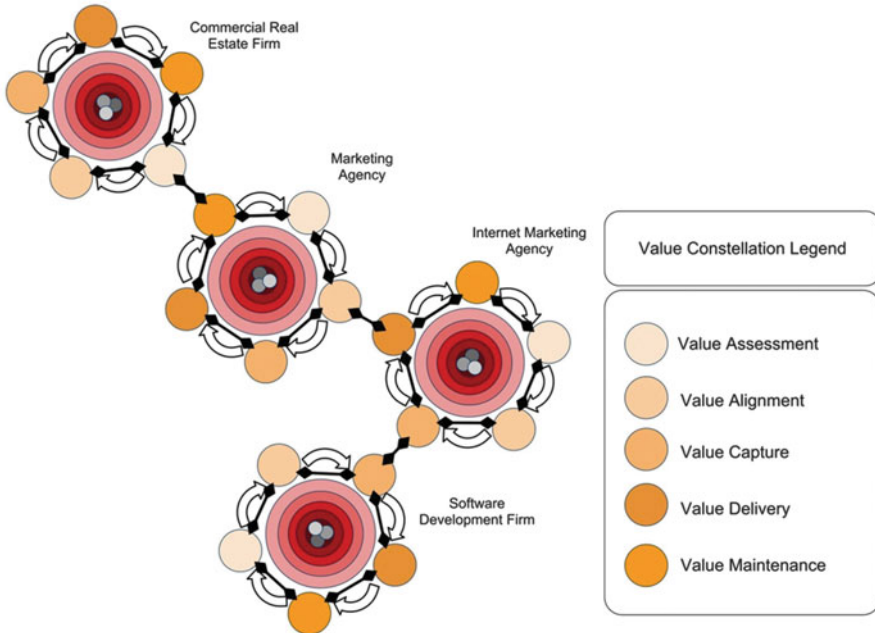 Commercial Real
Estate Firm
Marketing
Agency
Internet Marketing
Agency
Software
Development Firm
Value Constellation Legend
Value Assessment
Value Alignment
Value Capture
Value Delivery
Value Maintenance